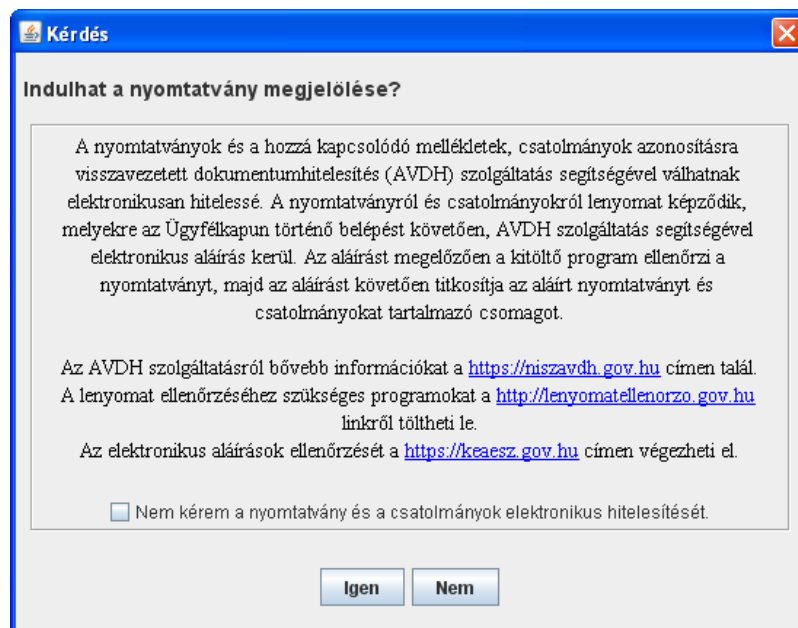 Kérdés
Indulhat a nyomtatvány megjelölése?
A nyomtatványok és a hozzá kapcsolódó mellékletek, csatolmányok azonosításra
visszavezetett dokumentumhitelesítés (AVDH) szolgáltatás segítségével válhatnak
elektronikusan hitelessé. A nyomtatványról és csatolmányokról lenyomat képződik,
melyekre az Ügyfélkapun történő belépést követően, AVDH szolgáltatás segítségével
elektronikus aláírás kerül. Az aláírást megelőzően a kitöltő program ellenőrzi a
nyomtatványt, majd az aláírást követően titkosítja az aláírt nyomtatványt és
csatolmányokat tartalmazó csomagot.
Az AVDH szolgáltatásról bővebb információkat a https://niszavdh.gov.hu címen talál.
A lenyomat ellenőrzéséhez szükséges programokat a http://lenyomatellenorzo.gov.hu
linkről töltheti le.
Az elektronikus aláírások ellenőrzését a https://keaesz.gov.hu címen végezheti el.
Nem kérem a nyomtatvány és a csatolmányok elektronikus hitelesítését.
Igen Nem